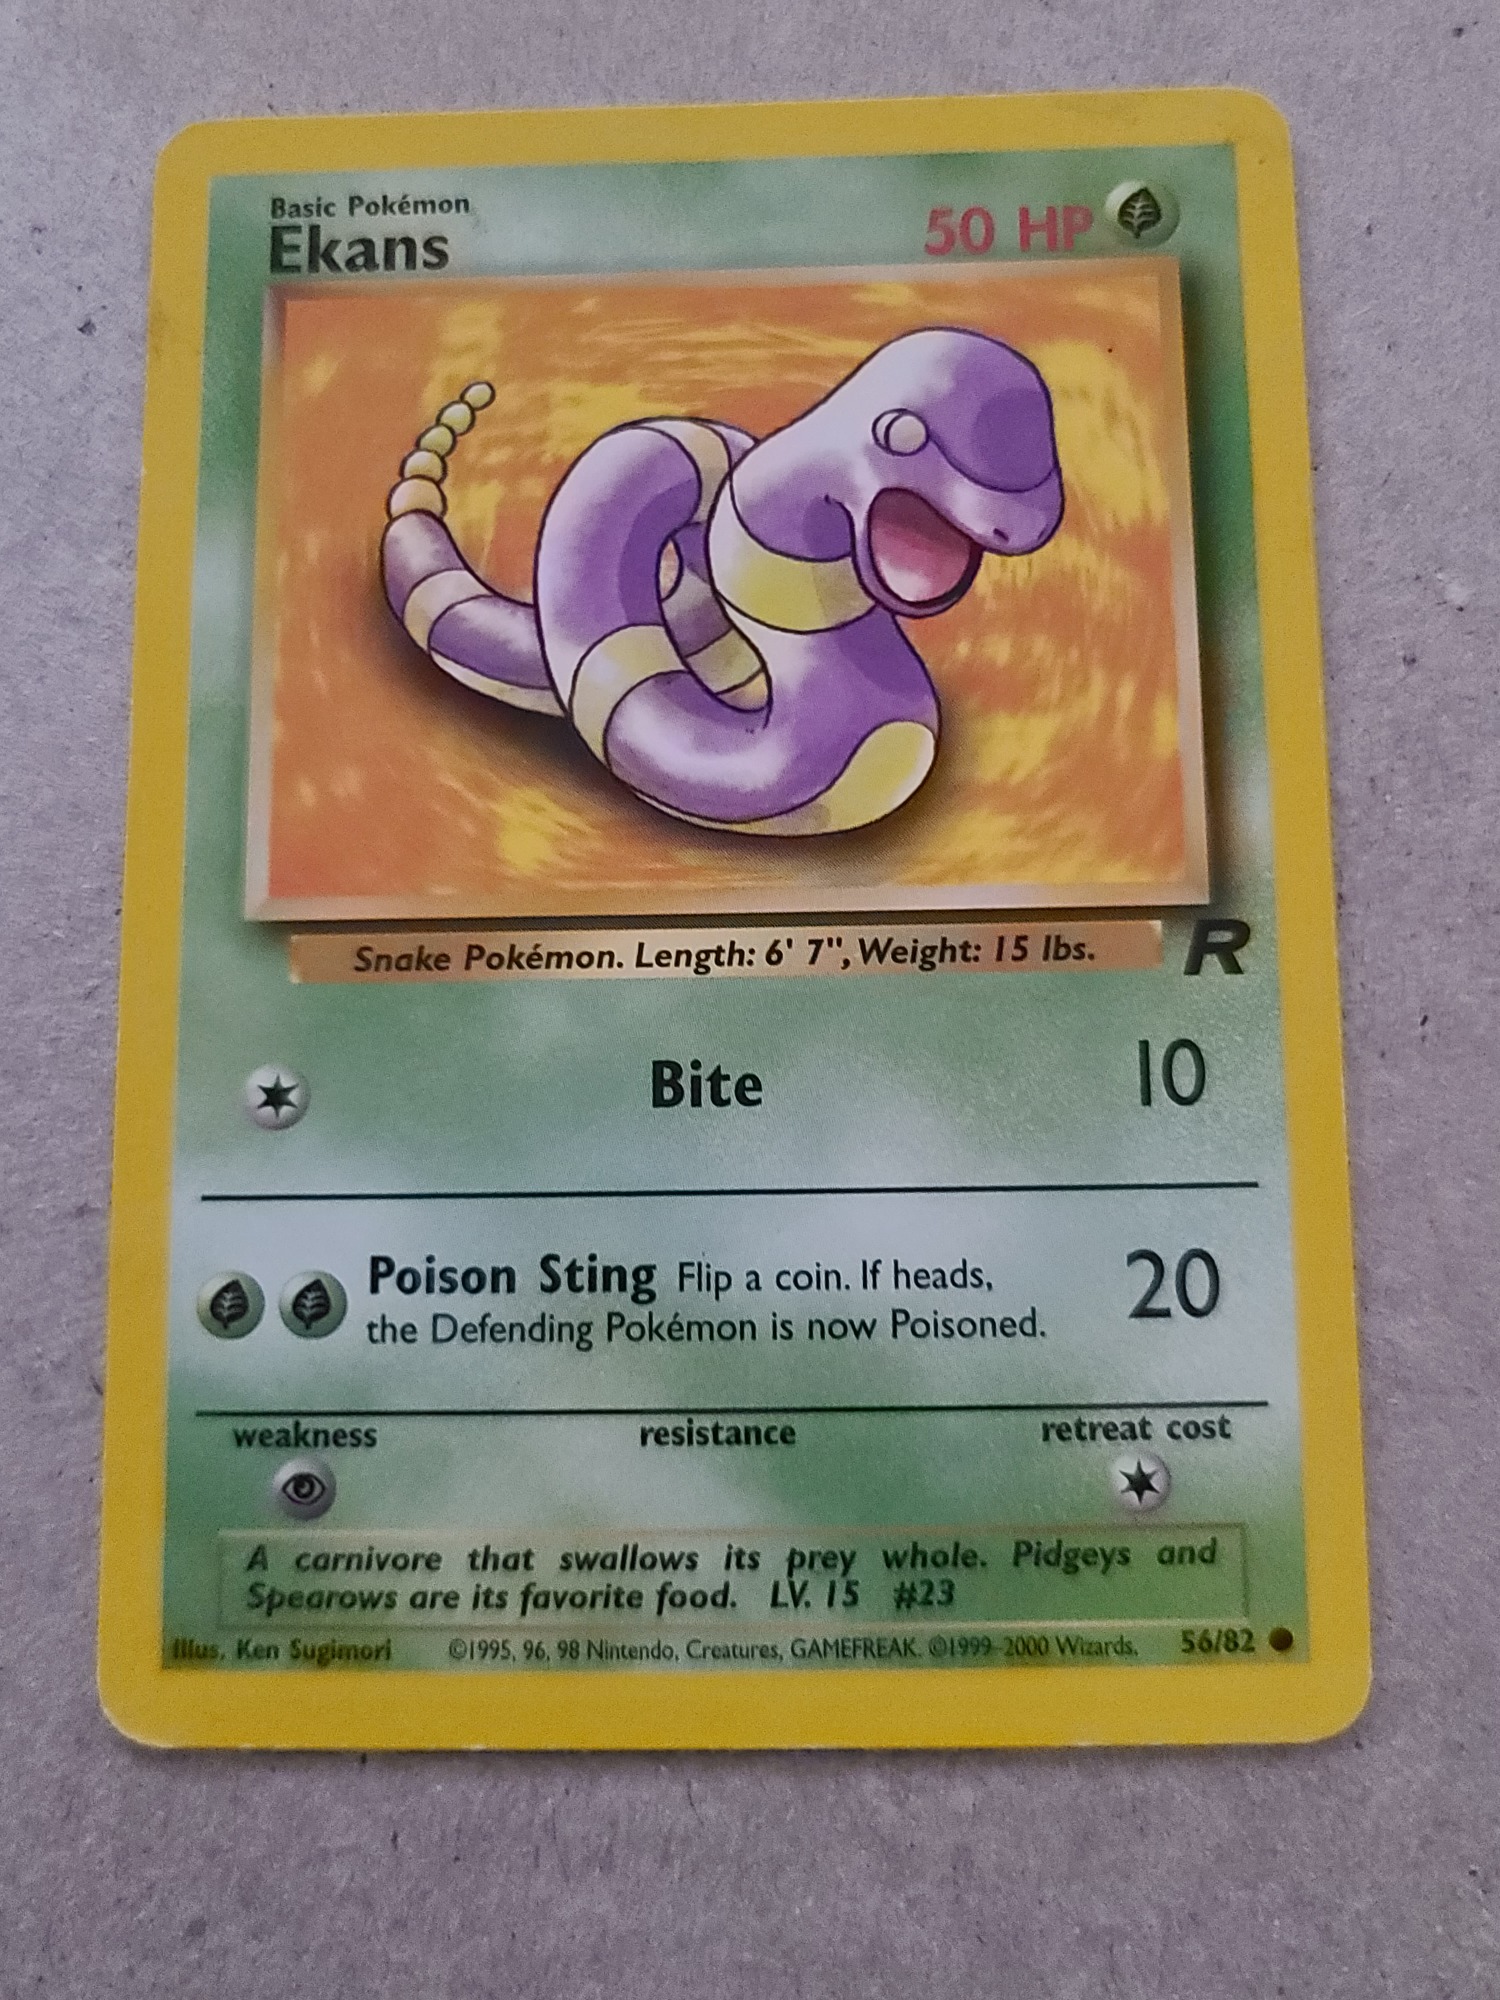 Basic Pokémon
Ekans
50 HP
Snake Pokémon. Length: 6' 7", Weight: 15 lbs.
R
Bite 10
Poison Sting Flip a coin. If heads,
the Defending Pokémon is now Poisoned.
20
weakness resistance retreat cost
A carnivore that swallows its prey whole. Pidgeys and
Spearows are its favorite food. LV. 15 #23
Illus. Ken Sugimori ©1995, 96, 98 Nintendo, Creatures, GAMEFREAK. ©1999-2000 Wizards. 56/82